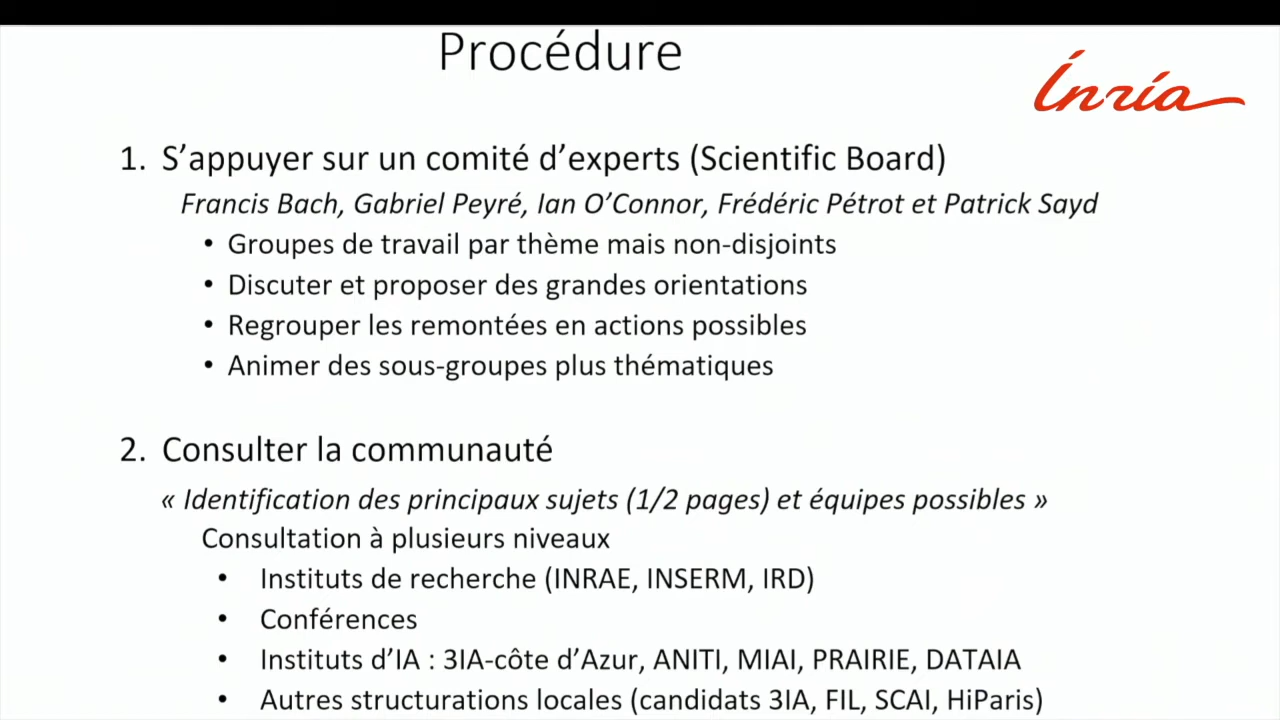 Procédure
Inria
1. S'appuyer sur un comité d'experts (Scientific Board)
Francis Bach, Gabriel Peyré, Ian O'Connor, Frédéric Pétrot et Patrick Sayd
• Groupes de travail par thème mais non-disjoints
• Discuter et proposer des grandes orientations
• Regrouper les remontées en actions possibles
• Animer des sous-groupes plus thématiques
2. Consulter la communauté
« Identification des principaux sujets (1/2 pages) et équipes possibles »
Consultation à plusieurs niveaux
• Instituts de recherche (INRAE, INSERM, IRD)
• Conférences
• Instituts d'IA : 3IA-côte d'Azur, ANITI, MIAI, PRAIRIE, DATAIA
• Autres structurations locales (candidats 3IA, FIL, SCAI, HiParis)